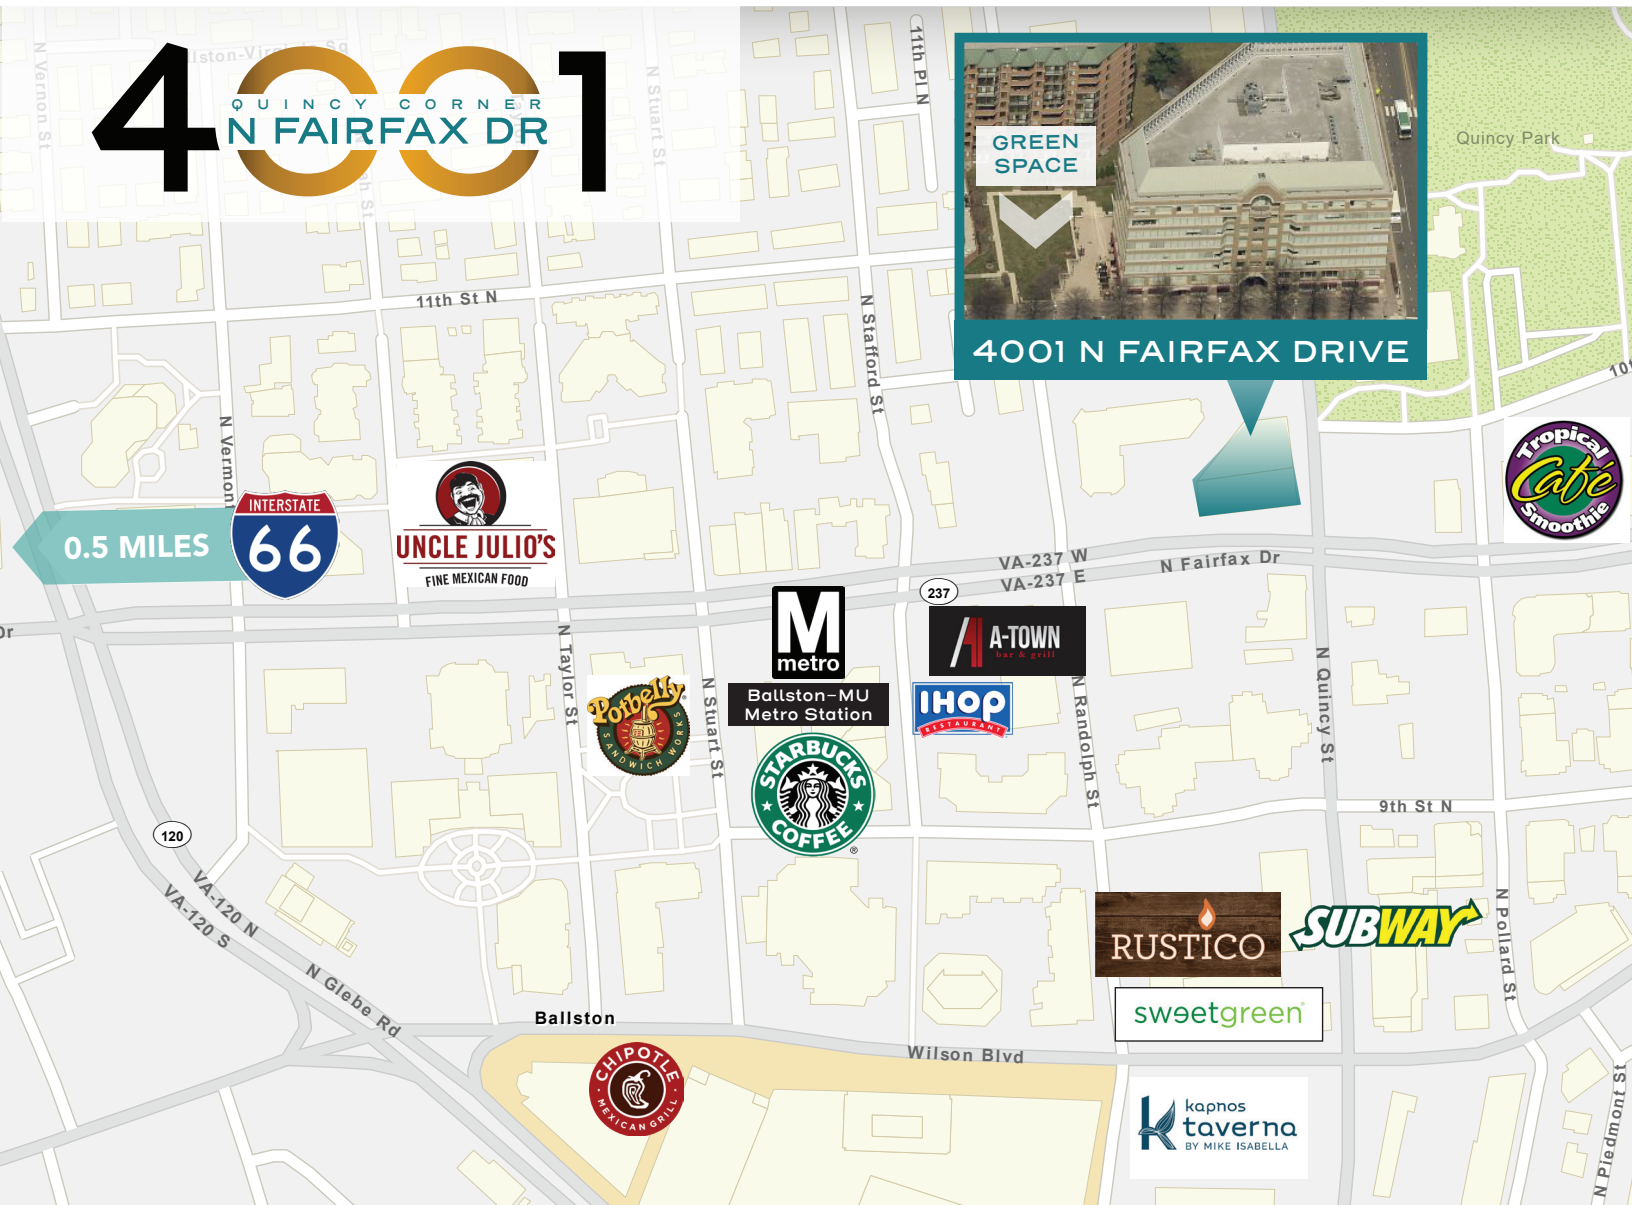 4001
QUINCY CORNER
N FAIRFAX DR
N Vernon St
N Stuart St
11th Pl N
GREEN
SPACE
4001 N FAIRFAX DRIVE
Quincy Park
11th St N
N Stafford St
N Vermont
INTERSTATE
66
0.5 MILES
UNCLE JULIO'S
FINE MEXICAN FOOD
Tropical
Smoothie
Café
VA-237 W
VA-237 E
N Fairfax Dr
237
M
metro
Ballston-MU
Metro Station
A-TOWN
bar & grill
IHOP
RESTAURANT
Dr
N Taylor St
Potbelly
SANDWICH WORKS
N Stuart St
STARBUCKS
COFFEE
®
N Randolph St
N Quincy St
9th St N
120
VA-120 N
VA-120 S
N Glebe Rd
RUSTICO
SUBWAY
N Pollard St
sweetgreen
Ballston
Wilson Blvd
CHIPOTLE
MEXICAN GRILL
kapnos
taverna
BY MIKE ISABELLA
N Piedmont St